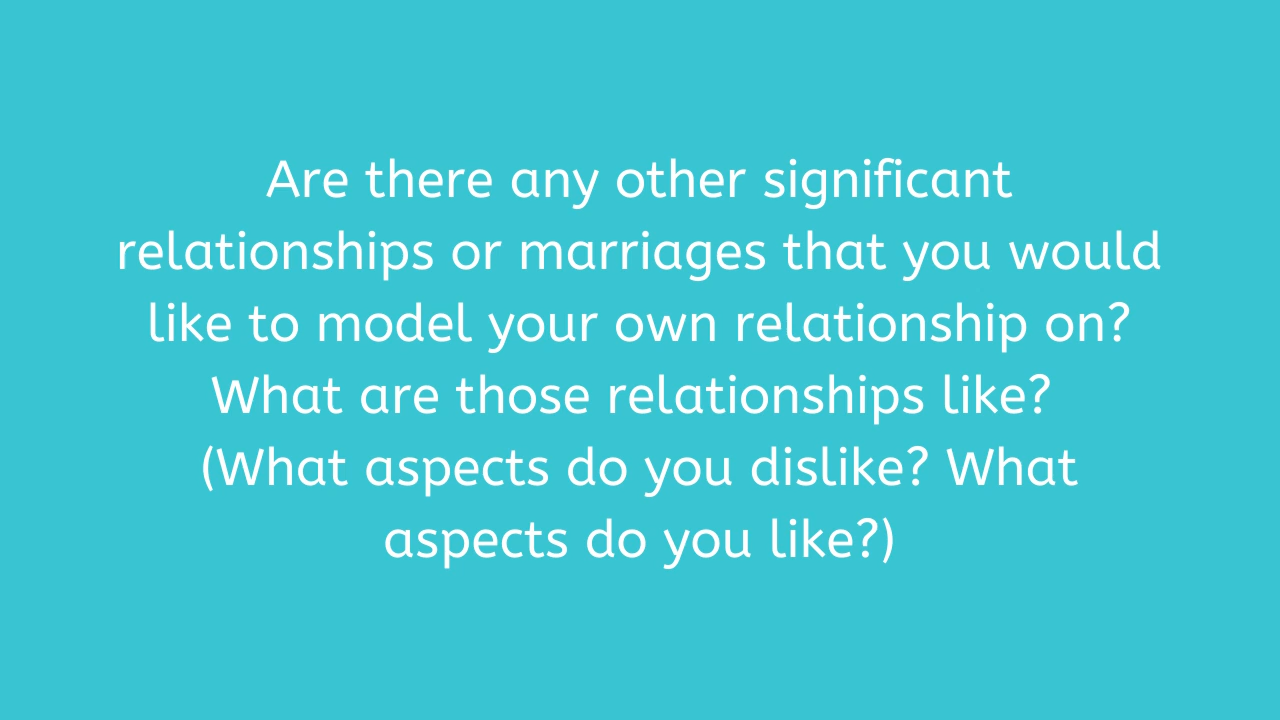 Are there any other significant
relationships or marriages that you would
like to model your own relationship on?
What are those relationships like?
(What aspects do you dislike? What
aspects do you like?)